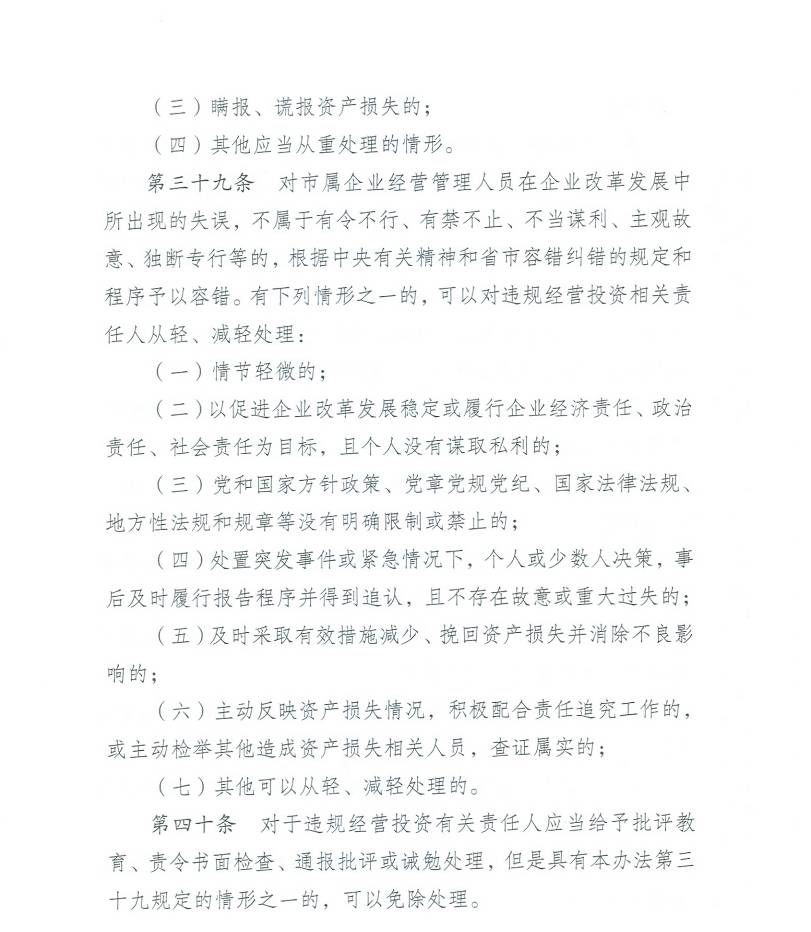 （三）瞒报、谎报资产损失的；
（四）其他应当从重处理的情形。
第三十九条　对市属企业经营管理人员在企业改革发展中
所出现的失误，不属于有令不行、有禁不止、不当谋利、主观故
意、独断专行等的，根据中央有关精神和省市容错纠错的规定和
程序予以容错。有下列情形之一的，可以对违规经营投资相关责
任人从轻、减轻处理：
（一）情节轻微的；
（二）以促进企业改革发展稳定或履行企业经济责任、政治
责任、社会责任为目标，且个人没有谋取私利的；
（三）党和国家方针政策、党章党规党纪、国家法律法规、
地方性法规和规章等没有明确限制或禁止的；
（四）处置突发事件或紧急情况下，个人或少数人决策，事
后及时履行报告程序并得到追认，且不存在故意或重大过失的；
（五）及时采取有效措施减少、挽回资产损失并消除不良影
响的；
（六）主动反映资产损失情况，积极配合责任追究工作的，
或主动检举其他造成资产损失相关人员，查证属实的；
（七）其他可以从轻、减轻处理的。
第四十条　对于违规经营投资有关责任人应当给予批评教
育、责令书面检查、通报批评或诫勉处理，但是具有本办法第三
十九规定的情形之一的，可以免除处理。